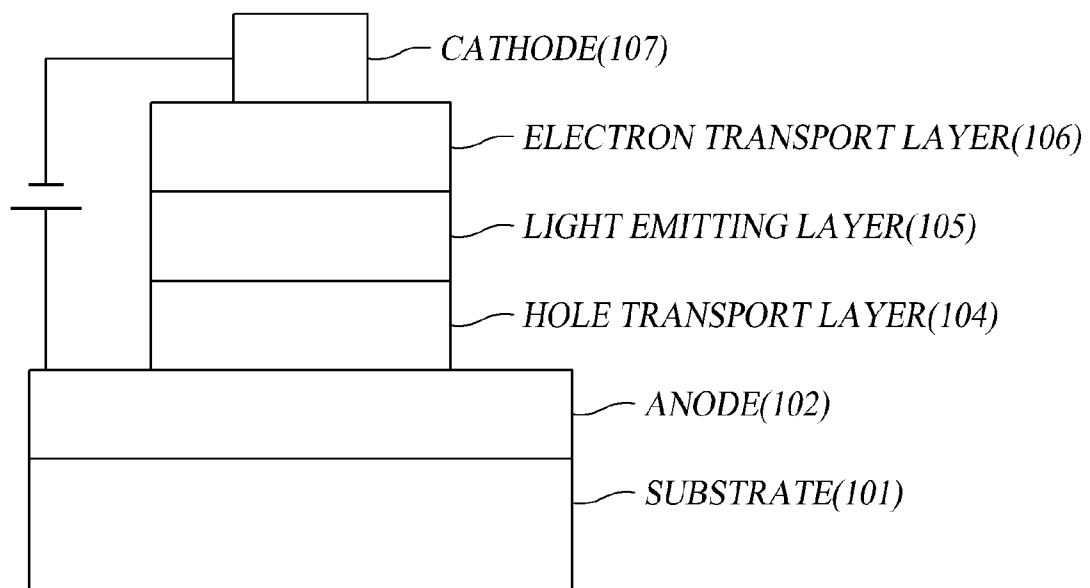 CATHODE(107)
ELECTRON TRANSPORT LAYER(106)
LIGHT EMITTING LAYER(105)
HOLE TRANSPORT LAYER(104)
ANODE(102)
SUBSTRATE(101)